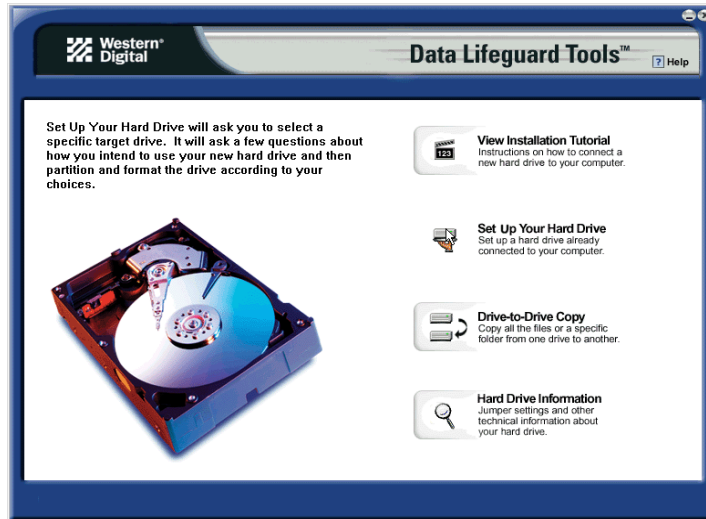 Western®
Digital
Data Lifeguard Tools™
? Help
Set Up Your Hard Drive will ask you to select a
specific target drive.  It will ask a few questions about
how you intend to use your new hard drive and then
partition and format the drive according to your
choices.
123
View Installation Tutorial
Instructions on how to connect a
new hard drive to your computer.
Set Up Your Hard Drive
Set up a hard drive already
connected to your computer.
Drive-to-Drive Copy
Copy all the files or a specific
folder from one drive to another.
Hard Drive Information
Jumper settings and other
technical information about
your hard drive.